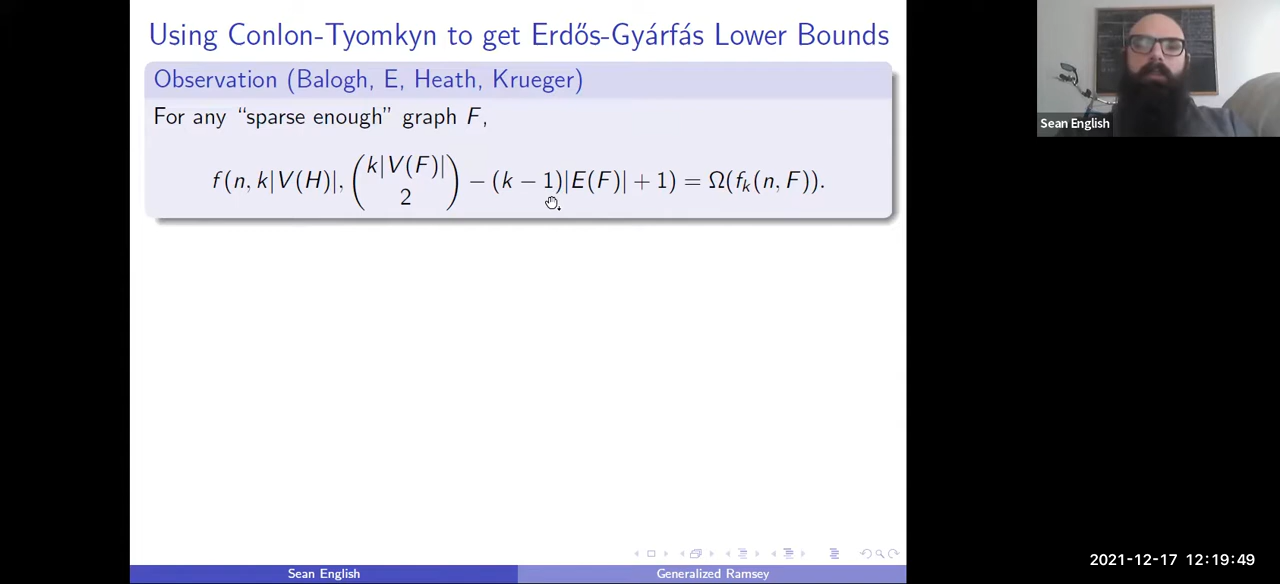 Using Conlon-Tyomkyn to get Erdős-Gyárfás Lower Bounds
Observation (Balogh, E, Heath, Krueger)
For any “sparse enough” graph F,
f(n, k|V(H)|, (k|V(F)| 2) − (k − 1)|E(F)| + 1) = Ω(f_k(n, F)).
Sean English
Generalized Ramsey
Sean English
2021-12-17 12:19:49